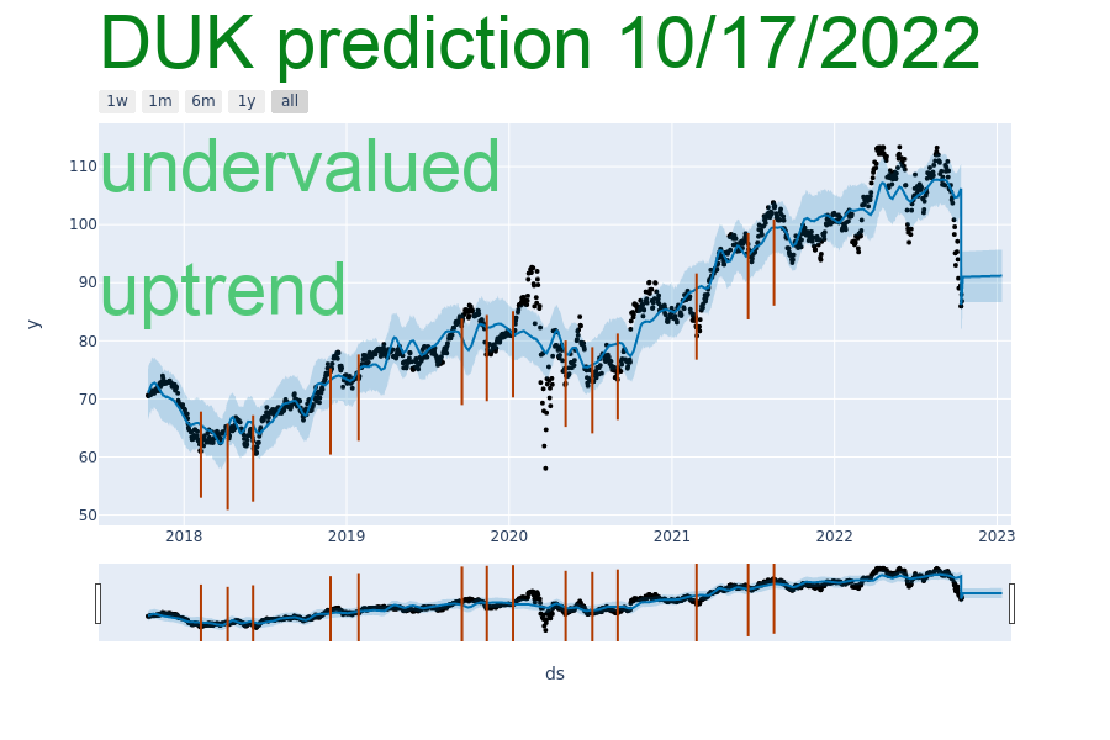 DUK prediction 10/17/2022
1w 1m 6m 1y all
undervalued
uptrend
110
100
90
80
70
60
50
y
2018 2019 2020 2021 2022 2023
ds